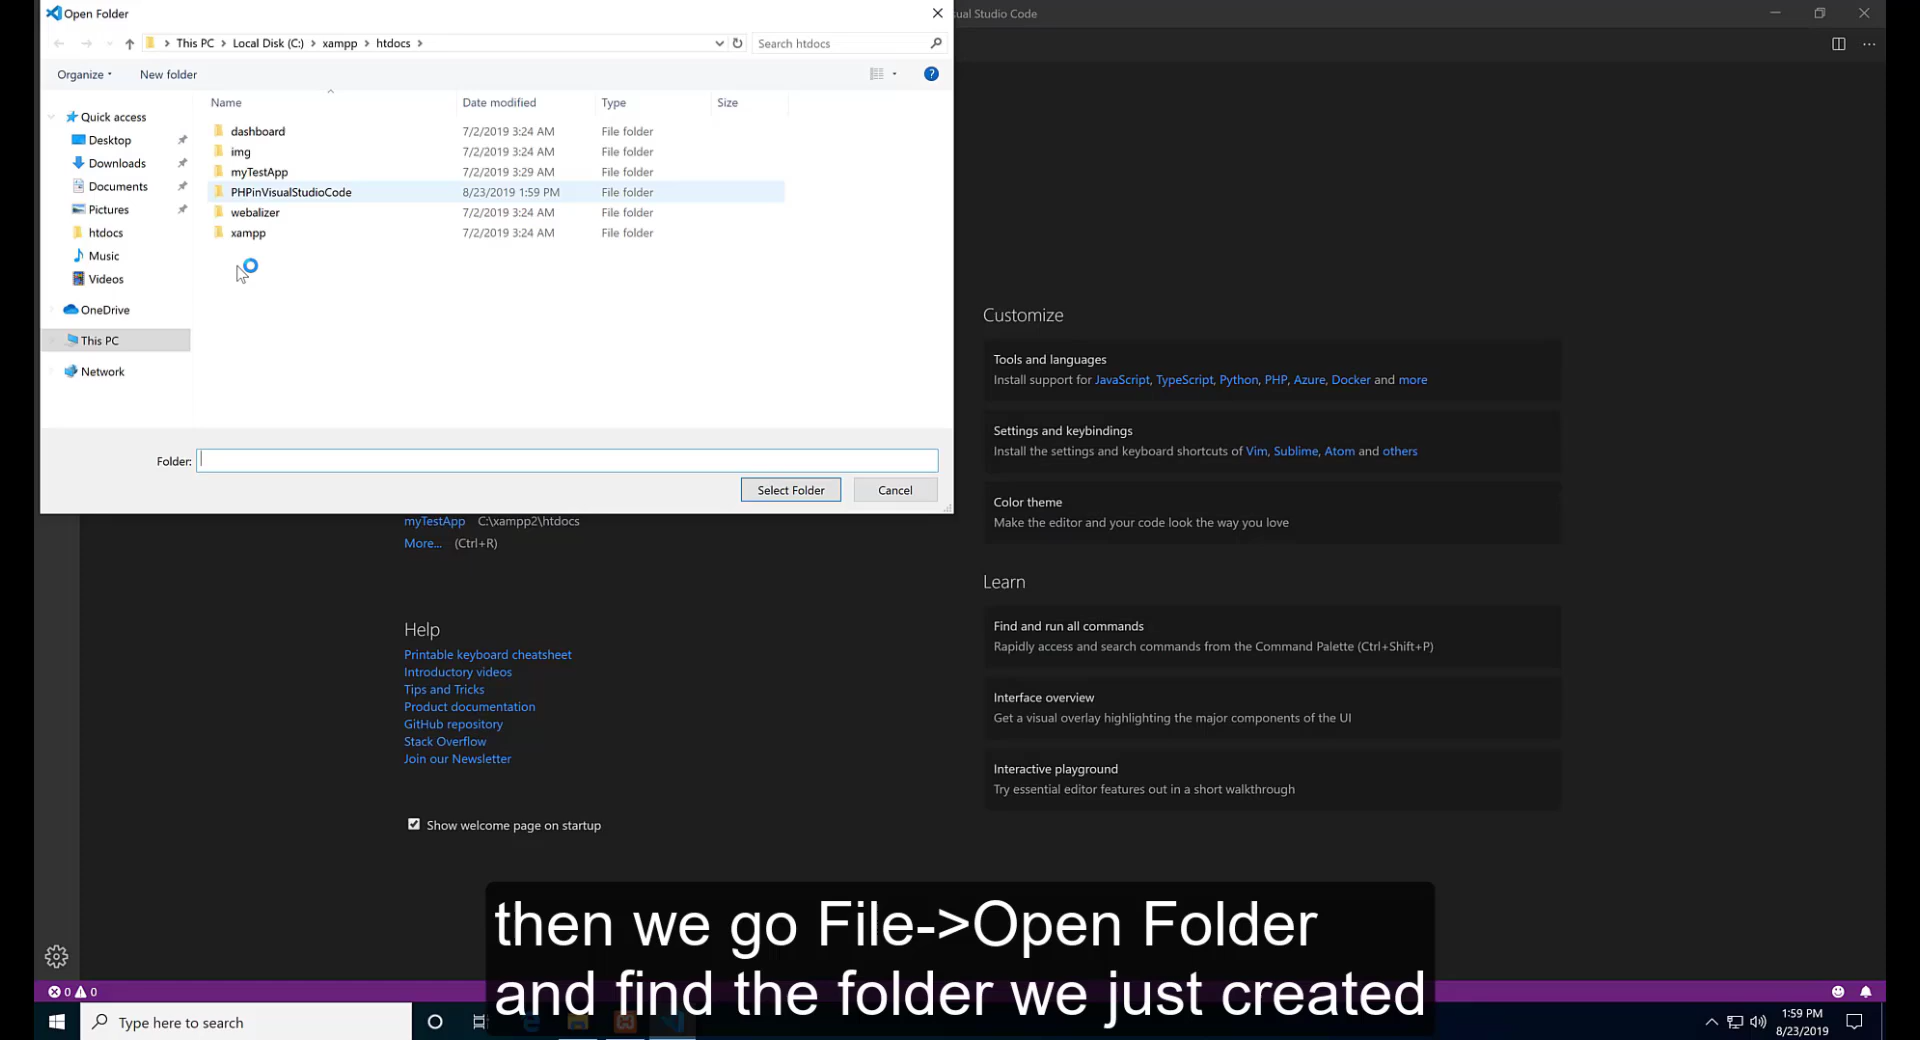 Open Folder
sual Studio Code
This PC > Local Disk (C:) > xampp > htdocs >
Search htdocs
Organize
New folder
Name
Date modified
Type
Size
Quick access
Desktop
Downloads
Documents
Pictures
htdocs
Music
Videos
OneDrive
This PC
Network
dashboard 7/2/2019 3:24 AM File folder
img 7/2/2019 3:24 AM File folder
myTestApp 7/2/2019 3:29 AM File folder
PHPinVisualStudioCode 8/23/2019 1:59 PM File folder
webalizer 7/2/2019 3:24 AM File folder
xampp 7/2/2019 3:24 AM File folder
Folder:
Select Folder
Cancel
myTestApp C:\xampp2\htdocs
More... (Ctrl+R)
Help
Printable keyboard cheatsheet
Introductory videos
Tips and Tricks
Product documentation
GitHub repository
Stack Overflow
Join our Newsletter
Show welcome page on startup
Customize
Tools and languages
Install support for JavaScript, TypeScript, Python, PHP, Azure, Docker and more
Settings and keybindings
Install the settings and keyboard shortcuts of Vim, Sublime, Atom and others
Color theme
Make the editor and your code look the way you love
Learn
Find and run all commands
Rapidly access and search commands from the Command Palette (Ctrl+Shift+P)
Interface overview
Get a visual overlay highlighting the major components of the UI
Interactive playground
Try essential editor features out in a short walkthrough
then we go File->Open Folder
and find the folder we just created
0 0
Type here to search
1:59 PM
8/23/2019